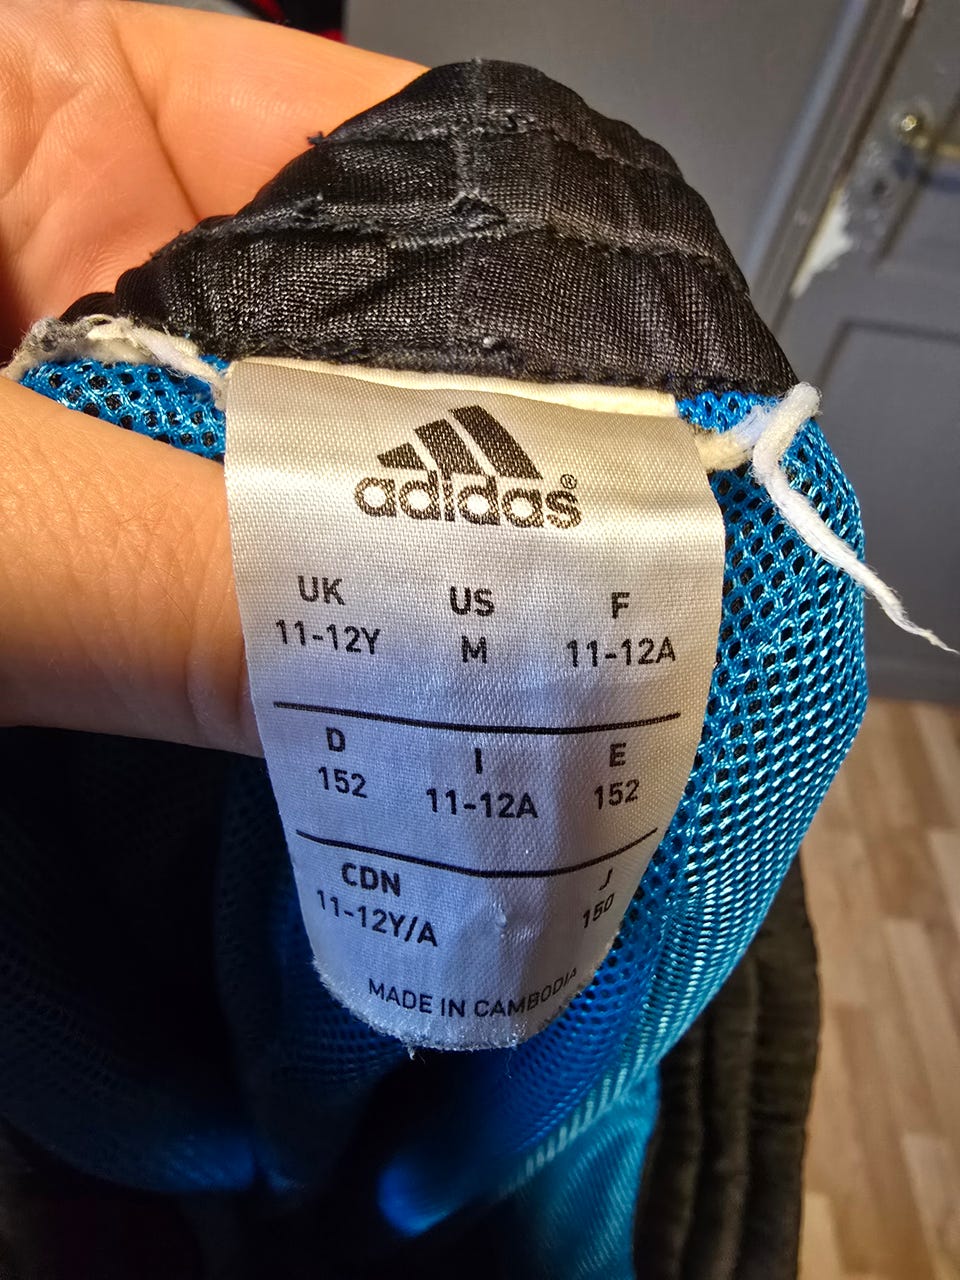 adidas®
UK US F
11-12Y M 11-12A
D I E
152 11-12A 152
CDN J
11-12Y/A 150
MADE IN CAMBODIA